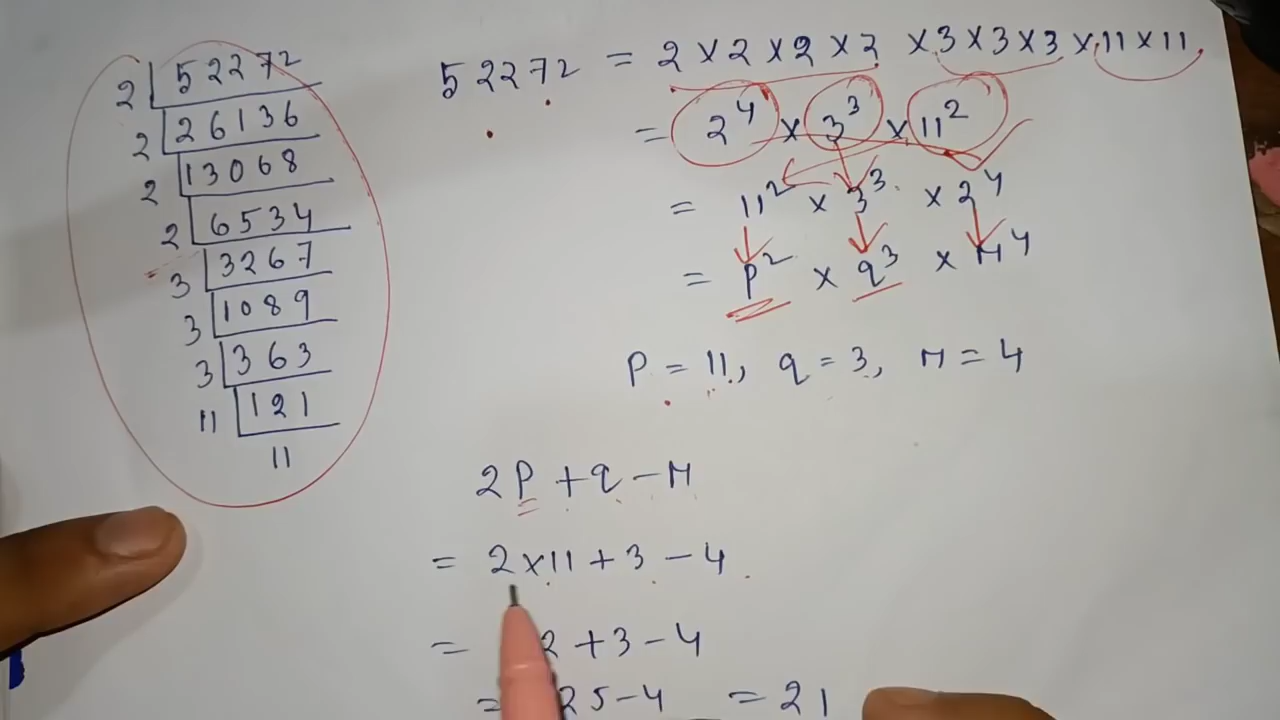 2 | 52272
2 | 26136
2 | 13068
2 | 6534
3 | 3267
3 | 1089
3 | 363
11 | 121
11
52272 = 2 × 2 × 2 × 2 × 3 × 3 × 3 × 11 × 11
= 2⁴ × 3³ × 11²
= 11² × 3³ × 2⁴
= P² × q³ × M⁴
P = 11, q = 3, M = 4
2P + q - M
= 2×11 + 3 - 4
= 2 + 3 - 4
= 25 - 4 = 21